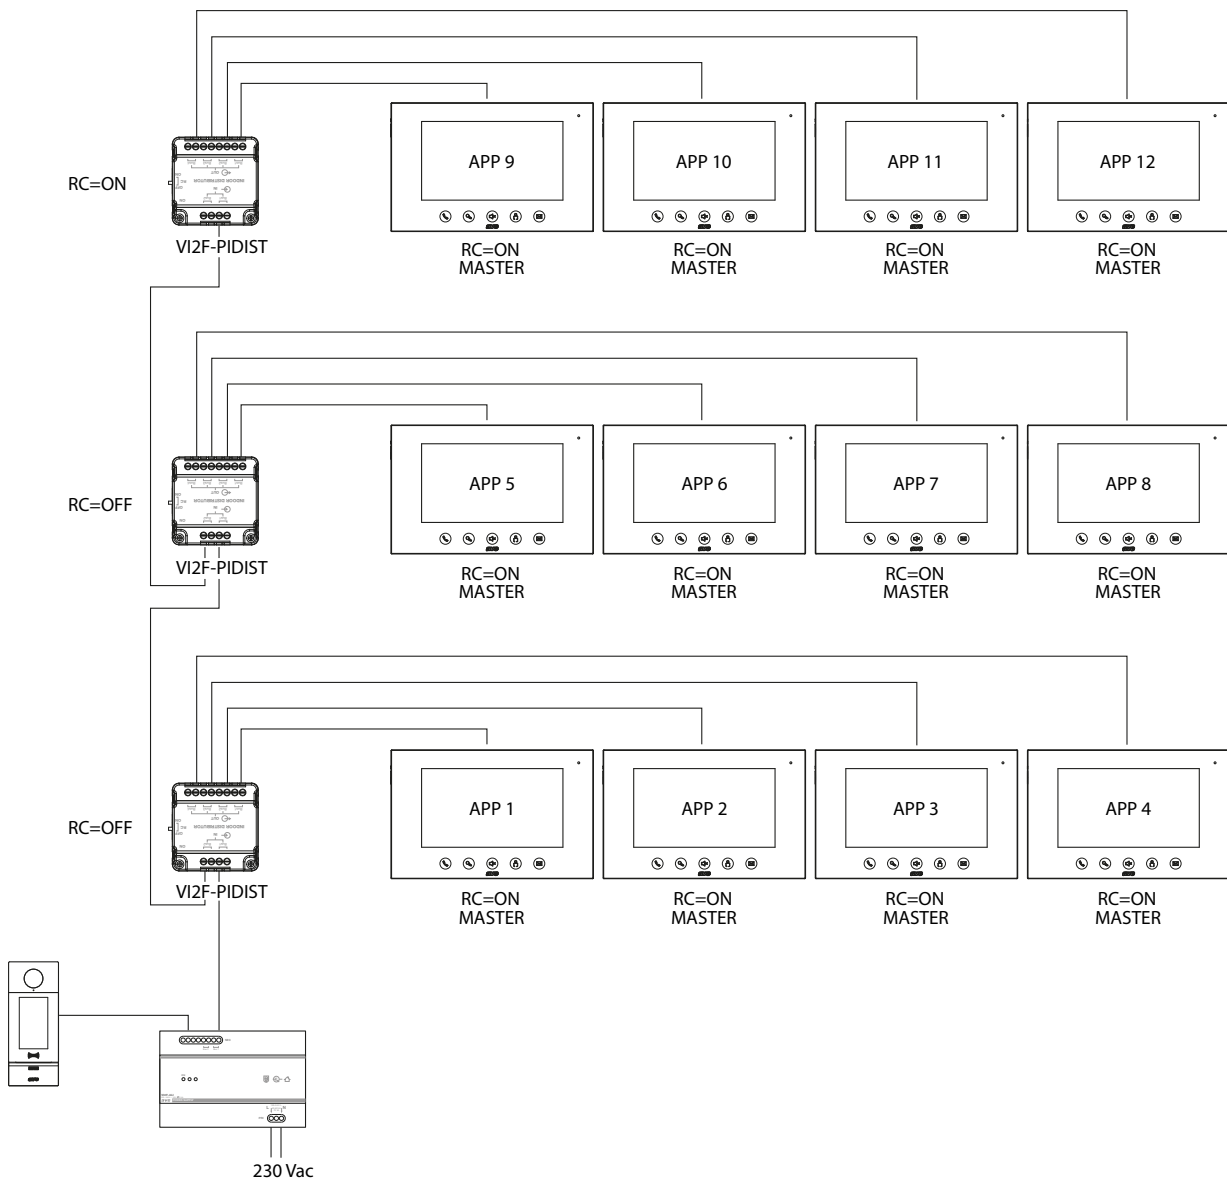 APP 9
APP 10
APP 11
APP 12
RC=ON
VI2F-PIDIST
RC=ON
MASTER
RC=ON
MASTER
RC=ON
MASTER
RC=ON
MASTER
APP 5
APP 6
APP 7
APP 8
RC=OFF
VI2F-PIDIST
RC=ON
MASTER
RC=ON
MASTER
RC=ON
MASTER
RC=ON
MASTER
APP 1
APP 2
APP 3
APP 4
RC=OFF
VI2F-PIDIST
RC=ON
MASTER
RC=ON
MASTER
RC=ON
MASTER
RC=ON
MASTER
L N
230 Vac